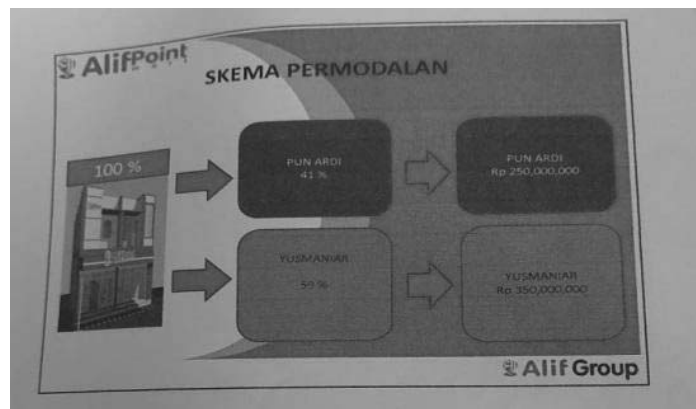 AlifPoint
SKEMA PERMODALAN
100 %
PUN ARDI
41 %
PUN ARDI
Rp 250,000,000
YUSMANIAR
59 %
YUSMANIAR
Rp 350,000,000
Alif Group